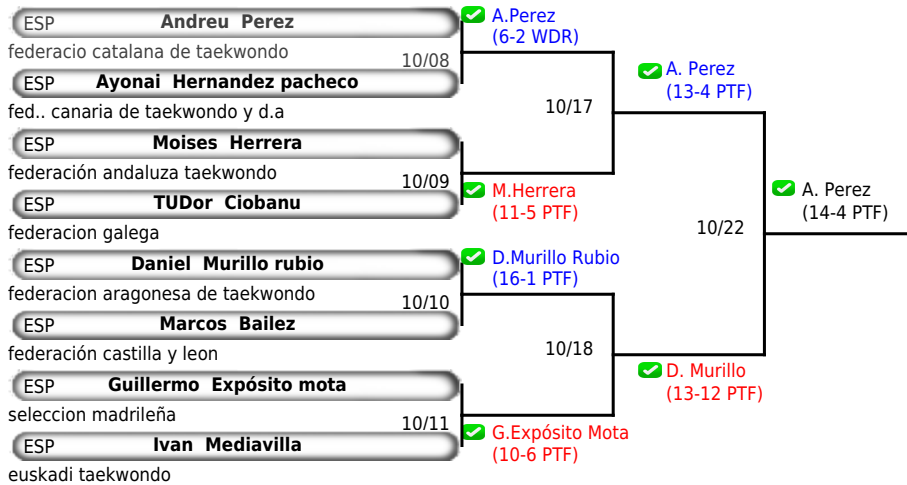 ESP Andreu Perez
federacio catalana de taekwondo
10/08
ESP Ayonai Hernandez pacheco
fed.. canaria de taekwondo y d.a
A.Perez
(6-2 WDR)
ESP Moises Herrera
federación andaluza taekwondo
10/09
ESP TUDor Ciobanu
federacion galega
M.Herrera
(11-5 PTF)
10/17
A. Perez
(13-4 PTF)
ESP Daniel Murillo rubio
federacion aragonesa de taekwondo
10/10
ESP Marcos Bailez
federación castilla y leon
D.Murillo Rubio
(16-1 PTF)
ESP Guillermo Expósito mota
seleccion madrileña
10/11
ESP Ivan Mediavilla
euskadi taekwondo
G.Expósito Mota
(10-6 PTF)
10/18
D. Murillo
(13-12 PTF)
10/22
A. Perez
(14-4 PTF)